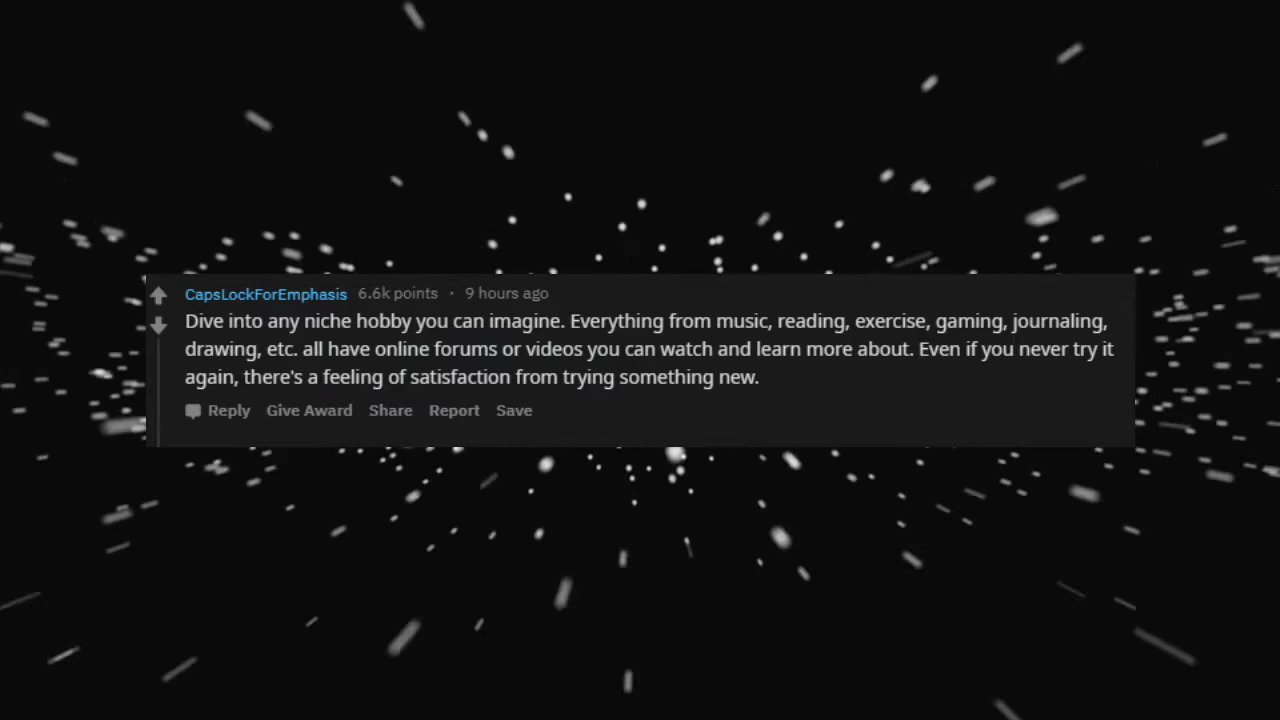 CapsLockForEmphasis 6.6k points · 9 hours ago
Dive into any niche hobby you can imagine. Everything from music, reading, exercise, gaming, journaling,
drawing, etc. all have online forums or videos you can watch and learn more about. Even if you never try it
again, there's a feeling of satisfaction from trying something new.
Reply Give Award Share Report Save